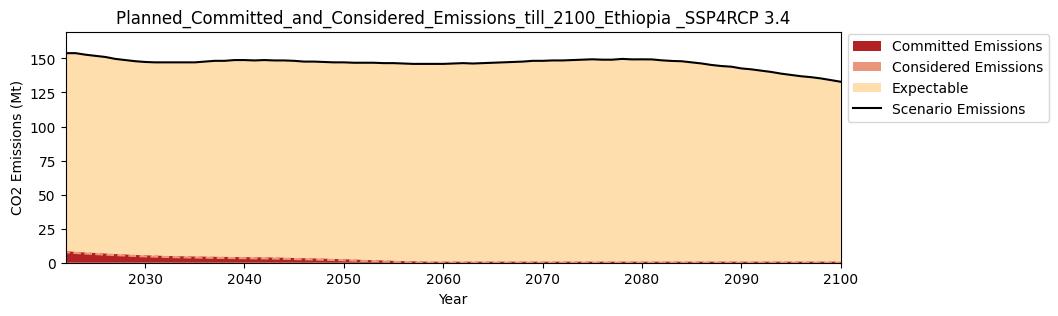 Planned_Committed_and_Considered_Emissions_till_2100_Ethiopia _SSP4RCP 3.4
Committed Emissions
Considered Emissions
Expectable
Scenario Emissions
CO2 Emissions (Mt)
150
125
100
75
50
25
0
2030 2040 2050 2060 2070 2080 2090 2100
Year